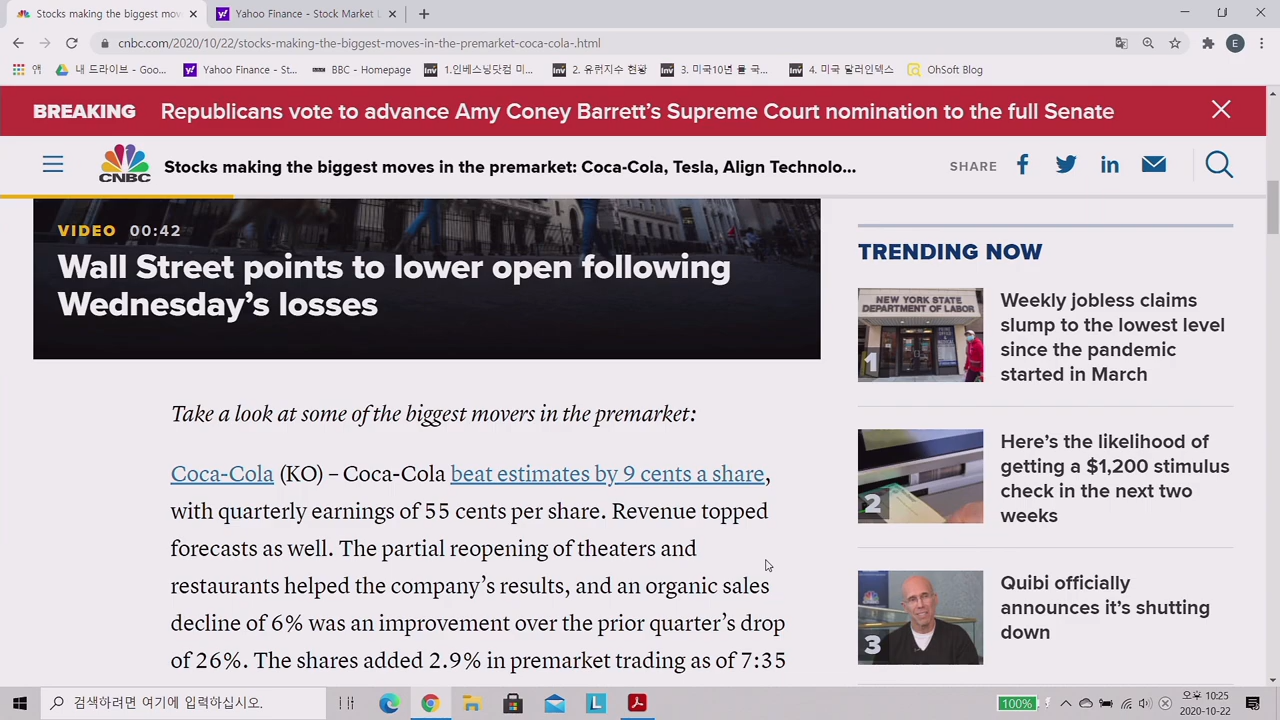 Stocks making the biggest mov
Yahoo Finance - Stock Market L
cnbc.com/2020/10/22/stocks-making-the-biggest-moves-in-the-premarket-coca-cola-.html
E
앱
내 드라이브 - Goo...
Yahoo Finance - St...
BBC - Homepage
1.인베스닝닷컴 미...
2. 유뤕지수 현황
3. 미국10년 률 국...
4. 미국 달러인덱스
OhSoft Blog
BREAKING Republicans vote to advance Amy Coney Barrett's Supreme Court nomination to the full Senate
CNBC
Stocks making the biggest moves in the premarket: Coca-Cola, Tesla, Align Technolo...
SHARE
VIDEO 00:42
Wall Street points to lower open following
Wednesday's losses
Take a look at some of the biggest movers in the premarket:
Coca-Cola (KO) – Coca-Cola beat estimates by 9 cents a share,
with quarterly earnings of 55 cents per share. Revenue topped
forecasts as well. The partial reopening of theaters and
restaurants helped the company's results, and an organic sales
decline of 6% was an improvement over the prior quarter's drop
of 26%. The shares added 2.9% in premarket trading as of 7:35
TRENDING NOW
NEW YORK STATE
DEPARTMENT OF LABOR
1
Weekly jobless claims
slump to the lowest level
since the pandemic
started in March
2
Here's the likelihood of
getting a $1,200 stimulus
check in the next two
weeks
3
Quibi officially
announces it's shutting
down
검색하려면 여기에 입력하십시오.
L
100%
오후 10:25
2020-10-22